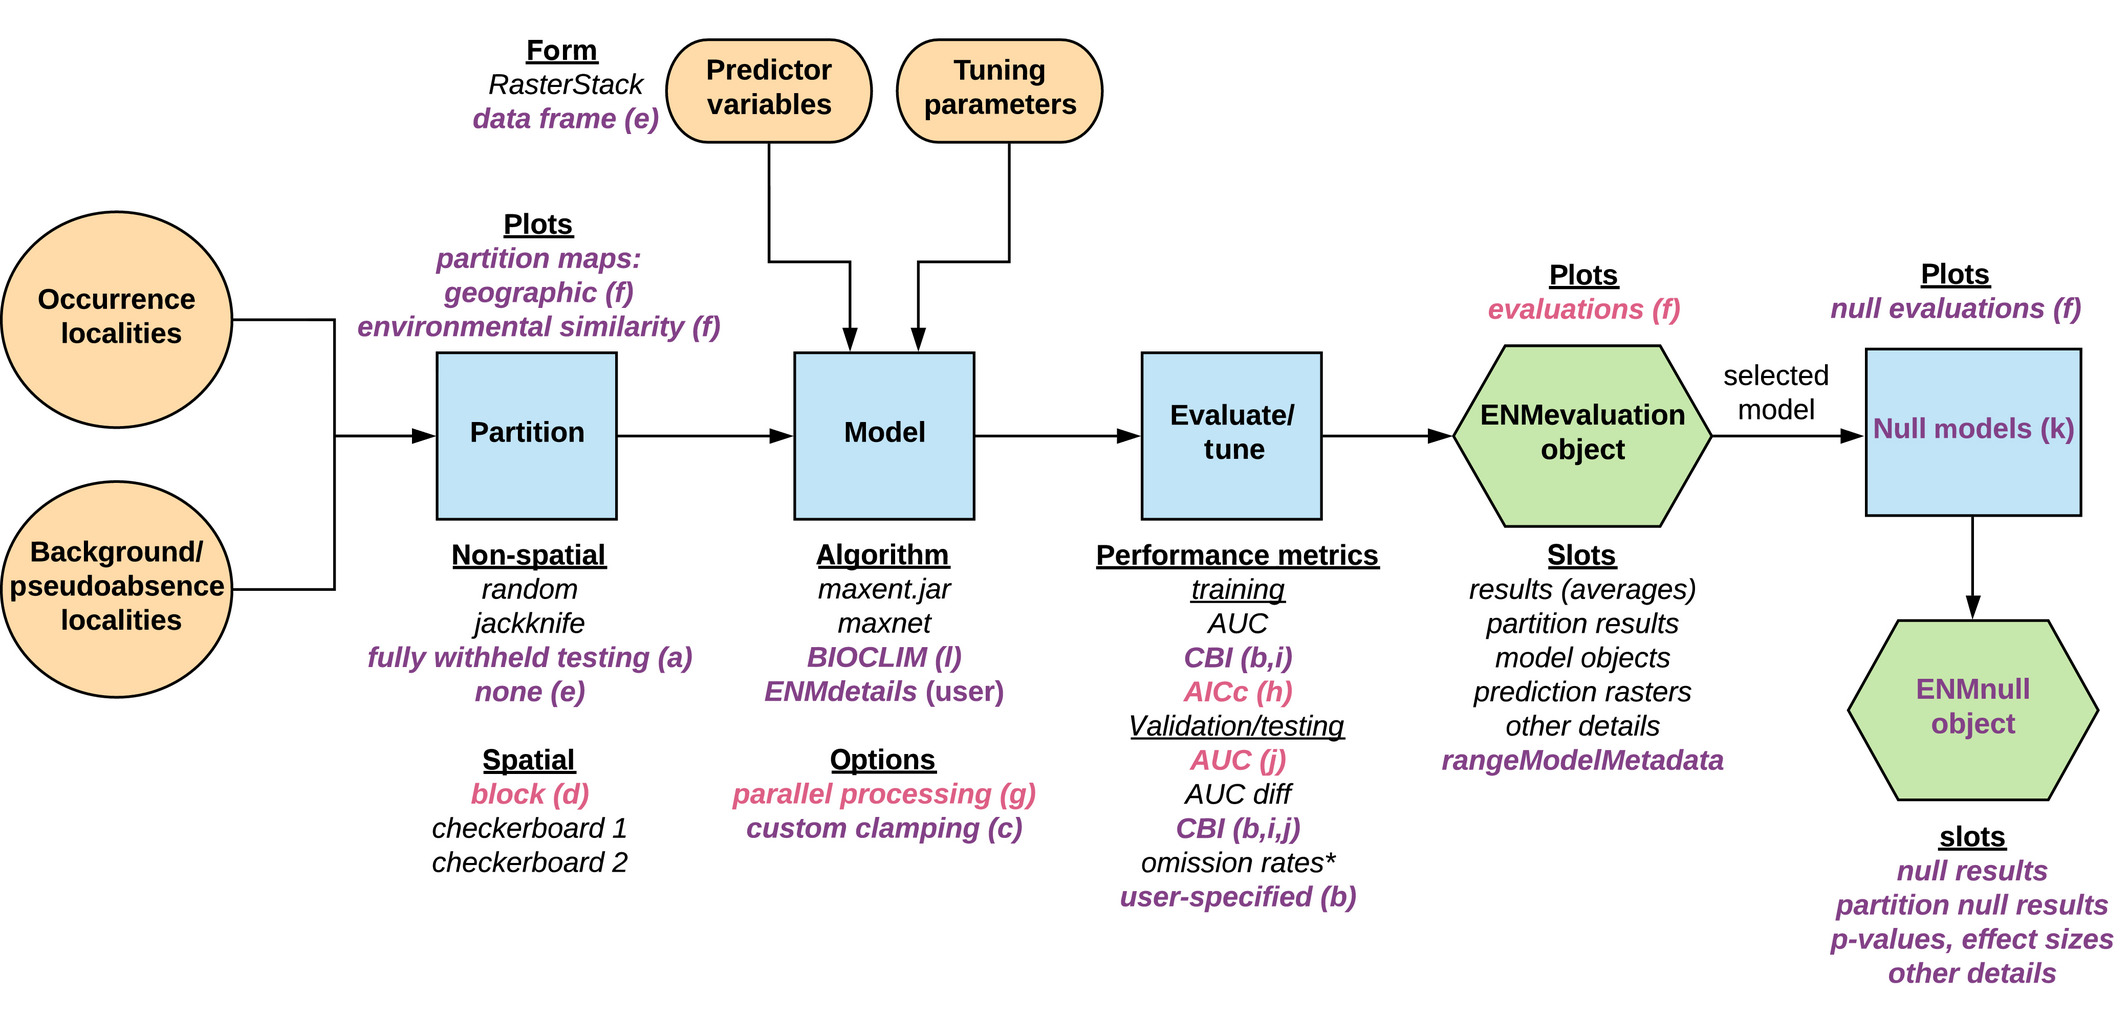 Form
RasterStack
data frame (e)
Predictor
variables
Tuning
parameters
Occurrence
localities
Background/
pseudoabsence
localities
Plots
partition maps:
geographic (f)
environmental similarity (f)
Partition
Non-spatial
random
jackknife
fully withheld testing (a)
none (e)
Spatial
block (d)
checkerboard 1
checkerboard 2
Model
Algorithm
maxent.jar
maxnet
BIOCLIM (l)
ENMdetails (user)
Options
parallel processing (g)
custom clamping (c)
Evaluate/
tune
Performance metrics
training
AUC
CBI (b,i)
AICc (h)
Validation/testing
AUC (j)
AUC diff
CBI (b,i,j)
omission rates*
user-specified (b)
Plots
evaluations (f)
ENMevaluation
object
Slots
results (averages)
partition results
model objects
prediction rasters
other details
rangeModelMetadata
selected
model
Plots
null evaluations (f)
Null models (k)
ENMnull
object
slots
null results
partition null results
p-values, effect sizes
other details